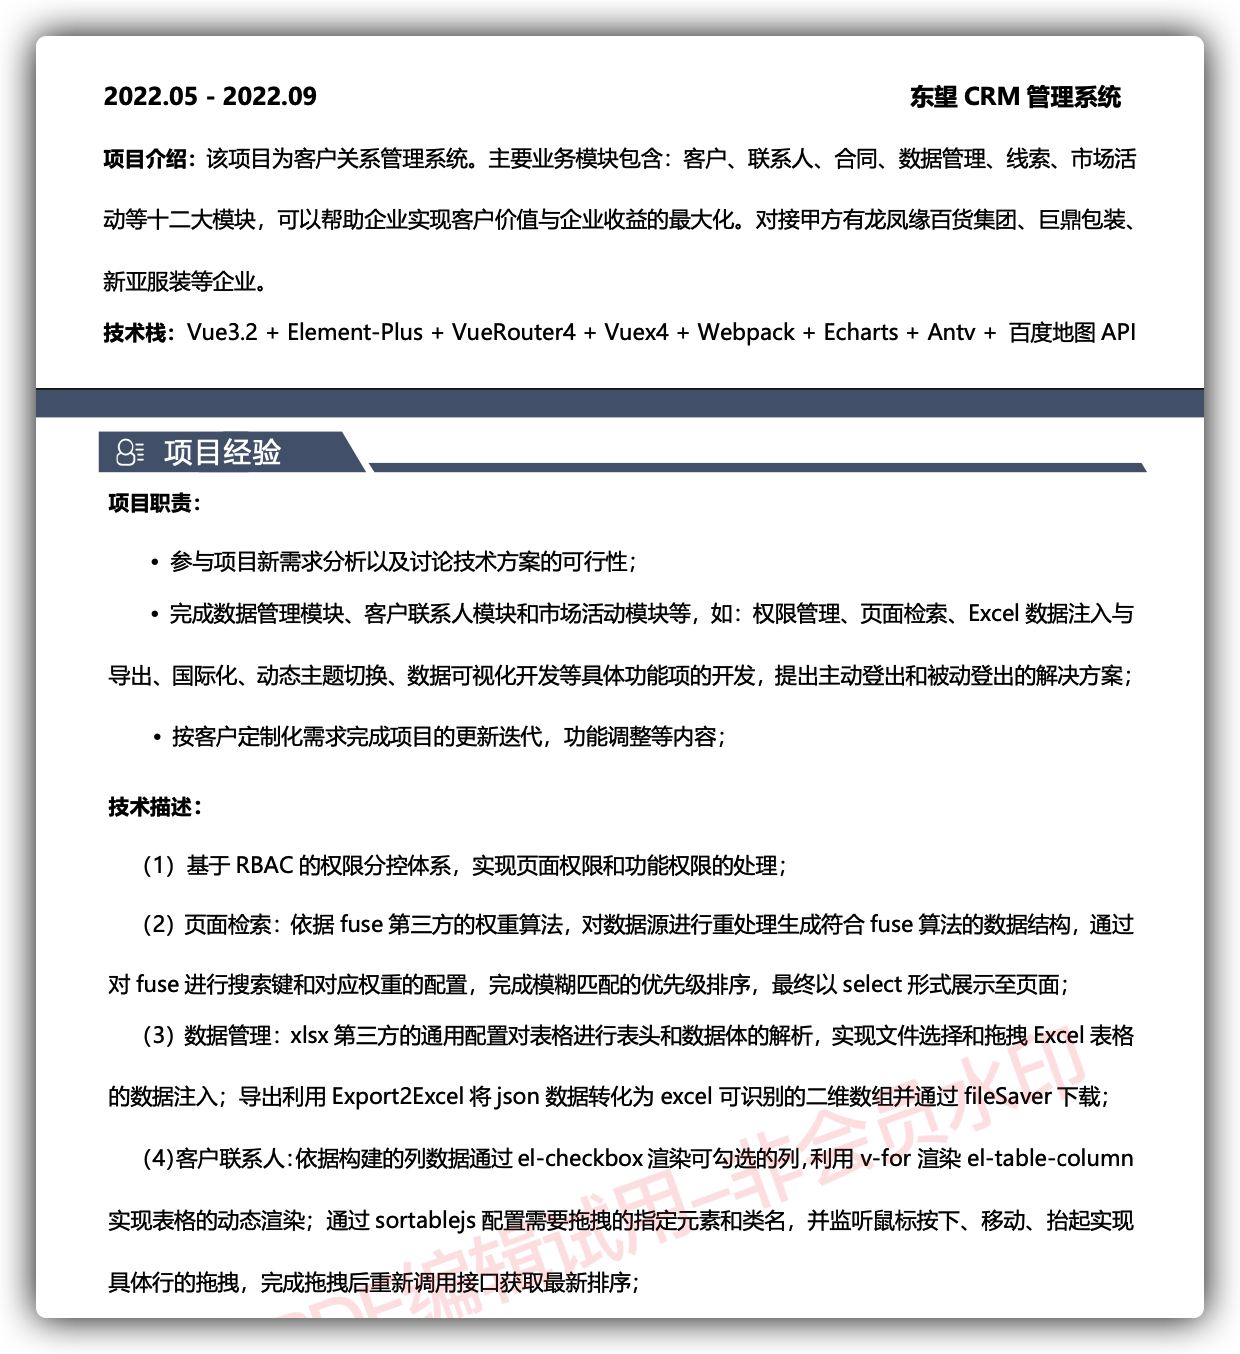 2022.05 - 2022.09 东望 CRM 管理系统
项目介绍：该项目为客户关系管理系统。主要业务模块包含：客户、联系人、合同、数据管理、线索、市场活
动等十二大模块，可以帮助企业实现客户价值与企业收益的最大化。对接甲方有龙凤缘百货集团、巨鼎包装、
新亚服装等企业。
技术栈：Vue3.2 + Element-Plus + VueRouter4 + Vuex4 + Webpack + Echarts + Antv + 百度地图 API
项目经验
项目职责：
• 参与项目新需求分析以及讨论技术方案的可行性；
• 完成数据管理模块、客户联系人模块和市场活动模块等，如：权限管理、页面检索、Excel 数据注入与
导出、国际化、动态主题切换、数据可视化开发等具体功能项的开发，提出主动登出和被动登出的解决方案；
• 按客户定制化需求完成项目的更新迭代，功能调整等内容；
技术描述：
（1）基于 RBAC 的权限分控体系，实现页面权限和功能权限的处理；
（2）页面检索：依据 fuse 第三方的权重算法，对数据源进行重处理生成符合 fuse 算法的数据结构，通过
对 fuse 进行搜索键和对应权重的配置，完成模糊匹配的优先级排序，最终以 select 形式展示至页面；
（3）数据管理：xlsx 第三方的通用配置对表格进行表头和数据体的解析，实现文件选择和拖拽 Excel 表格
的数据注入；导出利用 Export2Excel 将 json 数据转化为 excel 可识别的二维数组并通过 fileSaver 下载；
（4)客户联系人：依据构建的列数据通过 el-checkbox 渲染可勾选的列,利用 v-for 渲染 el-table-column
实现表格的动态渲染；通过 sortablejs 配置需要拖拽的指定元素和类名，并监听鼠标按下、移动、抬起实现
具体行的拖拽，完成拖拽后重新调用接口获取最新排序；
PDF编辑试用–非会员水印